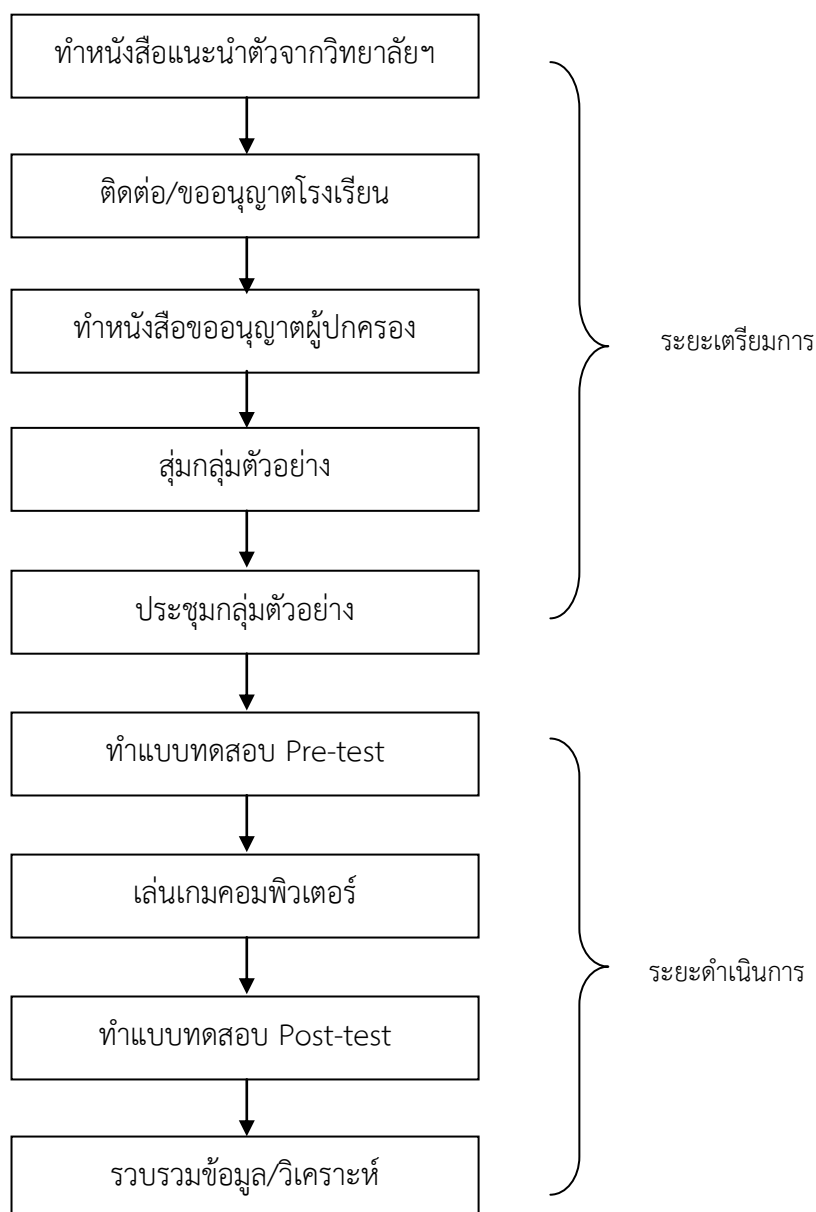 ทำหนังสือแนะนำตัวจากวิทยาลัยฯ
ติดต่อ/ขออนุญาตโรงเรียน
ทำหนังสือขออนุญาตผู้ปกครอง
สุ่มกลุ่มตัวอย่าง
ประชุมกลุ่มตัวอย่าง
ระยะเตรียมการ
ทำแบบทดสอบ Pre-test
เล่นเกมคอมพิวเตอร์
ทำแบบทดสอบ Post-test
รวบรวมข้อมูล/วิเคราะห์
ระยะดำเนินการ